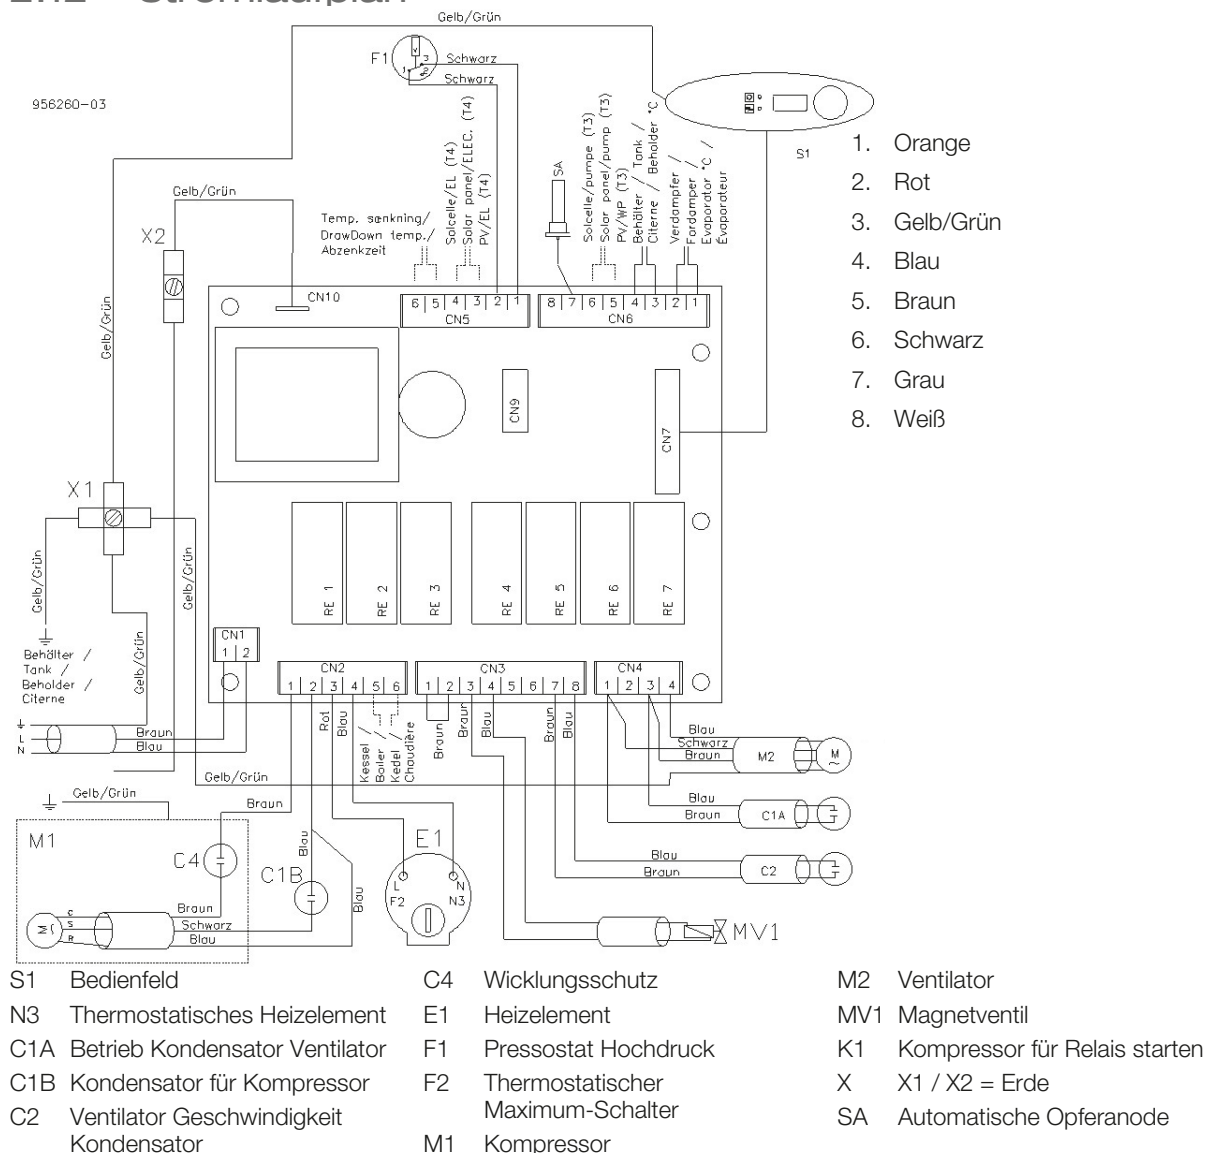 Gelb/Grün
F1
3
1 2
Schwarz
Schwarz
956260-03
S1
1. Orange
2. Rot
3. Gelb/Grün
4. Blau
5. Braun
6. Schwarz
7. Grau
8. Weiß
Gelb/Grün
X2
Temp. sænkning/
DrawDown temp./
Abzenkzeit
Solcelle/EL (T4)
Solar panel/ELEC. (T4)
PV/EL (T4)
SA
Solcelle/pumpe (T3)
Solar panel/pump (T3)
PV/WP (T3)
Behälter / Tank /
Citerne / Beholder °C
Verdampfer /
Fordamper /
Evaporator °C /
Évaporateur
CN10
6 5 4 3 2 1
CN5
8 7 6 5 4 3 2 1
CN6
Gelb/Grün
CN9
CN7
X1
Gelb/Grün
Gelb/Grün
Gelb/Grün
RE 1
RE 2
RE 3
RE 4
RE 5
RE 6
RE 7
Behälter /
Tank /
Beholder /
Citerne
CN1
1 2
CN2
1 2 3 4 5 6
CN3
1 2 3 4 5 6 7 8
CN4
1 2 3 4
L
N
Braun
Blau
Rot
Blau
Kessel /
Boiler /
Kedel /
Chaudière
Braun
Braun
Blau
Braun
Blau
Blau
Schwarz
Braun
M2
M
~
Gelb/Grün
Gelb/Grün
Braun
Blau
Braun
C1A
M1
C4
C1B
Blau
Blau
E1
L
N
F2
N3
Blau
Braun
C2
C
S
R
Braun
Schwarz
Blau
MV1
S1 Bedienfeld
N3 Thermostatisches Heizelement
C1A Betrieb Kondensator Ventilator
C1B Kondensator für Kompressor
C2 Ventilator Geschwindigkeit
Kondensator
C4 Wicklungsschutz
E1 Heizelement
F1 Pressostat Hochdruck
F2 Thermostatischer
Maximum-Schalter
M1 Kompressor
M2 Ventilator
MV1 Magnetventil
K1 Kompressor für Relais starten
X X1 / X2 = Erde
SA Automatische Opferanode